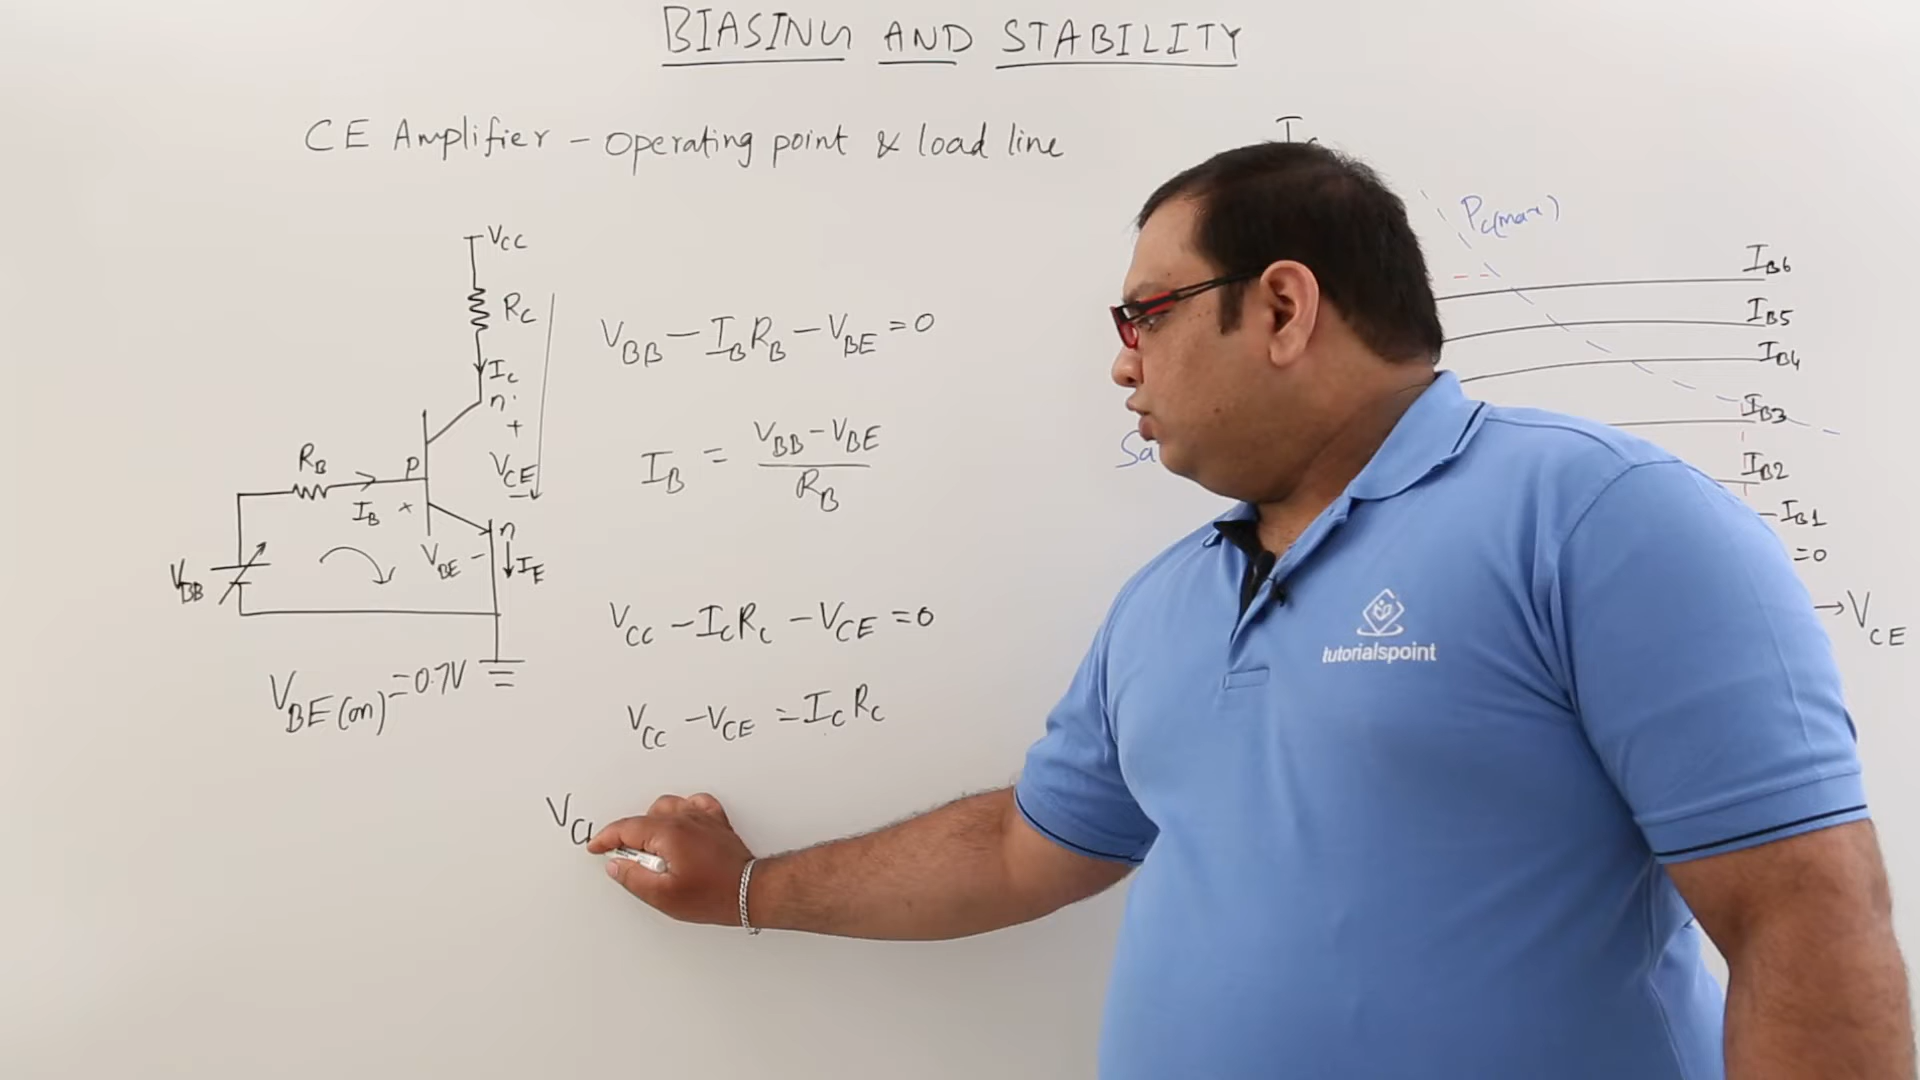 BIASING AND STABILITY
CE Amplifier – Operating point & load line
VCC
RC
IC
n
+
VCE
–
RB
P
IB
+
VBE –
n
IE
VBB
VBE(on) = 0.7V
VBB – IBRB – VBE = 0
IB = VBB – VBE / RB
VCC – ICRC – VCE = 0
VCC – VCE = ICRC
PC(max)
IB6
IB5
IB4
IB3
IB2
IB1
=0
→ VCE
tutorialspoint